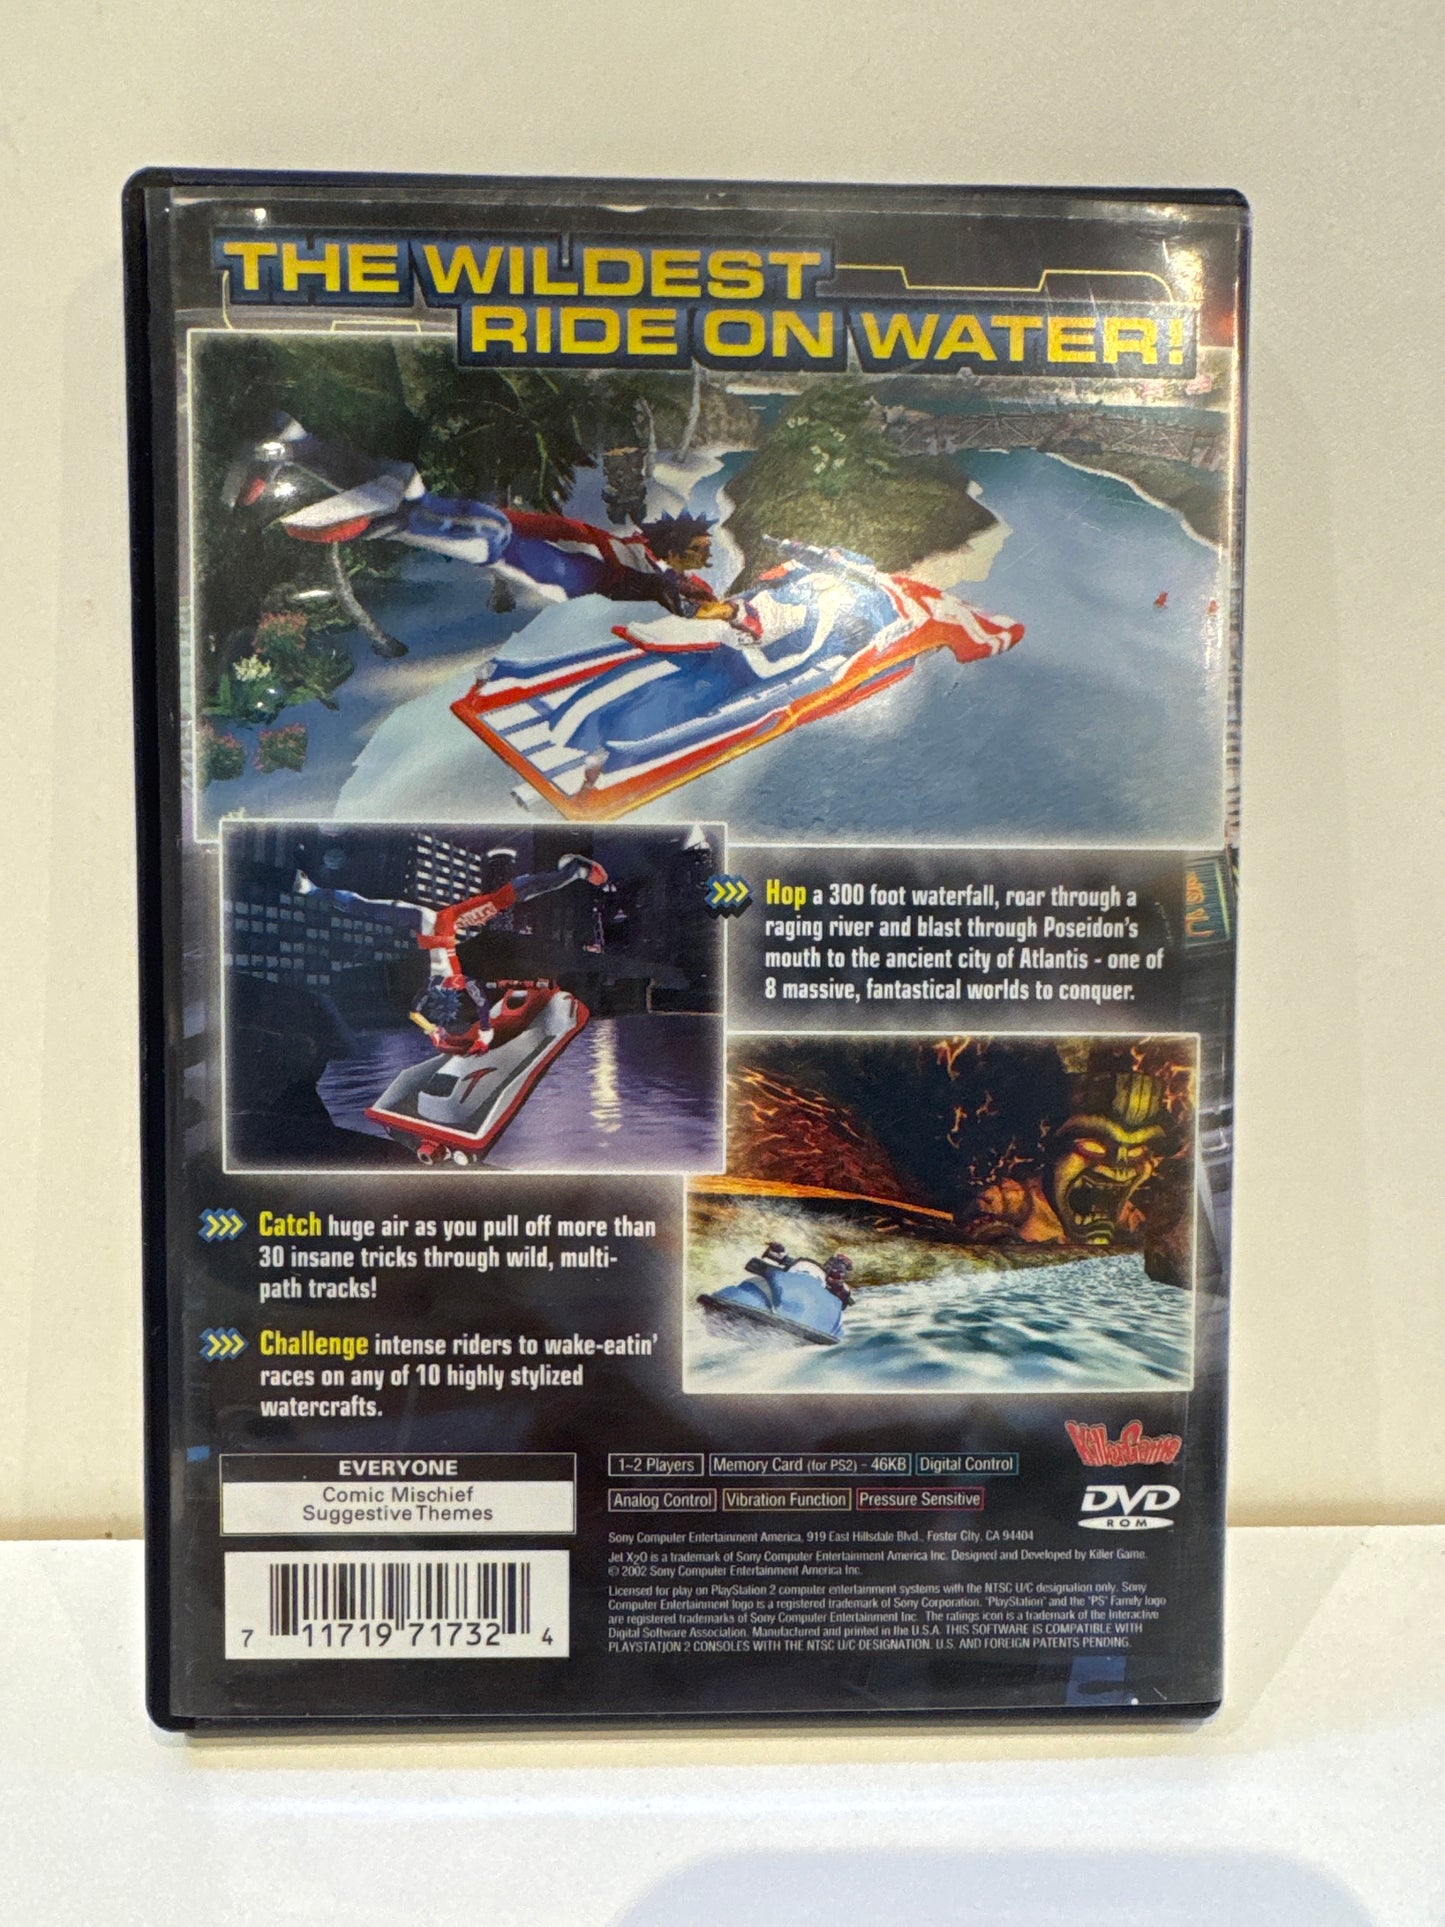 THE WILDEST
RIDE ON WATER!
Hop a 300 foot waterfall, roar through a
raging river and blast through Poseidon's
mouth to the ancient city of Atlantis - one of
8 massive, fantastical worlds to conquer.
Catch huge air as you pull off more than
30 insane tricks through wild, multi-
path tracks!
Challenge intense riders to wake-eatin'
races on any of 10 highly stylized
watercrafts.
KillerGame
EVERYONE
Comic Mischief
Suggestive Themes
1~2 Players
Memory Card (for PS2) - 46KB
Digital Control
Analog Control
Vibration Function
Pressure Sensitive
DVD
ROM
Sony Computer Entertainment America, 919 East Hillsdale Blvd., Foster City, CA 94404
Jet X2O is a trademark of Sony Computer Entertainment America Inc. Designed and Developed by Killer Game.
© 2002 Sony Computer Entertainment America Inc.
Licensed for play on PlayStation 2 computer entertainment systems with the NTSC U/C designation only. Sony
Computer Entertainment logo is a registered trademark of Sony Corporation. "PlayStation" and the "PS" Family logo
are registered trademarks of Sony Computer Entertainment Inc. The ratings icon is a trademark of the Interactive
Digital Software Association. Manufactured and printed in the U.S.A. THIS SOFTWARE IS COMPATIBLE WITH
PLAYSTATION 2 CONSOLES WITH THE NTSC U/C DESIGNATION. U.S. AND FOREIGN PATENTS PENDING.
7 11719 71732 4